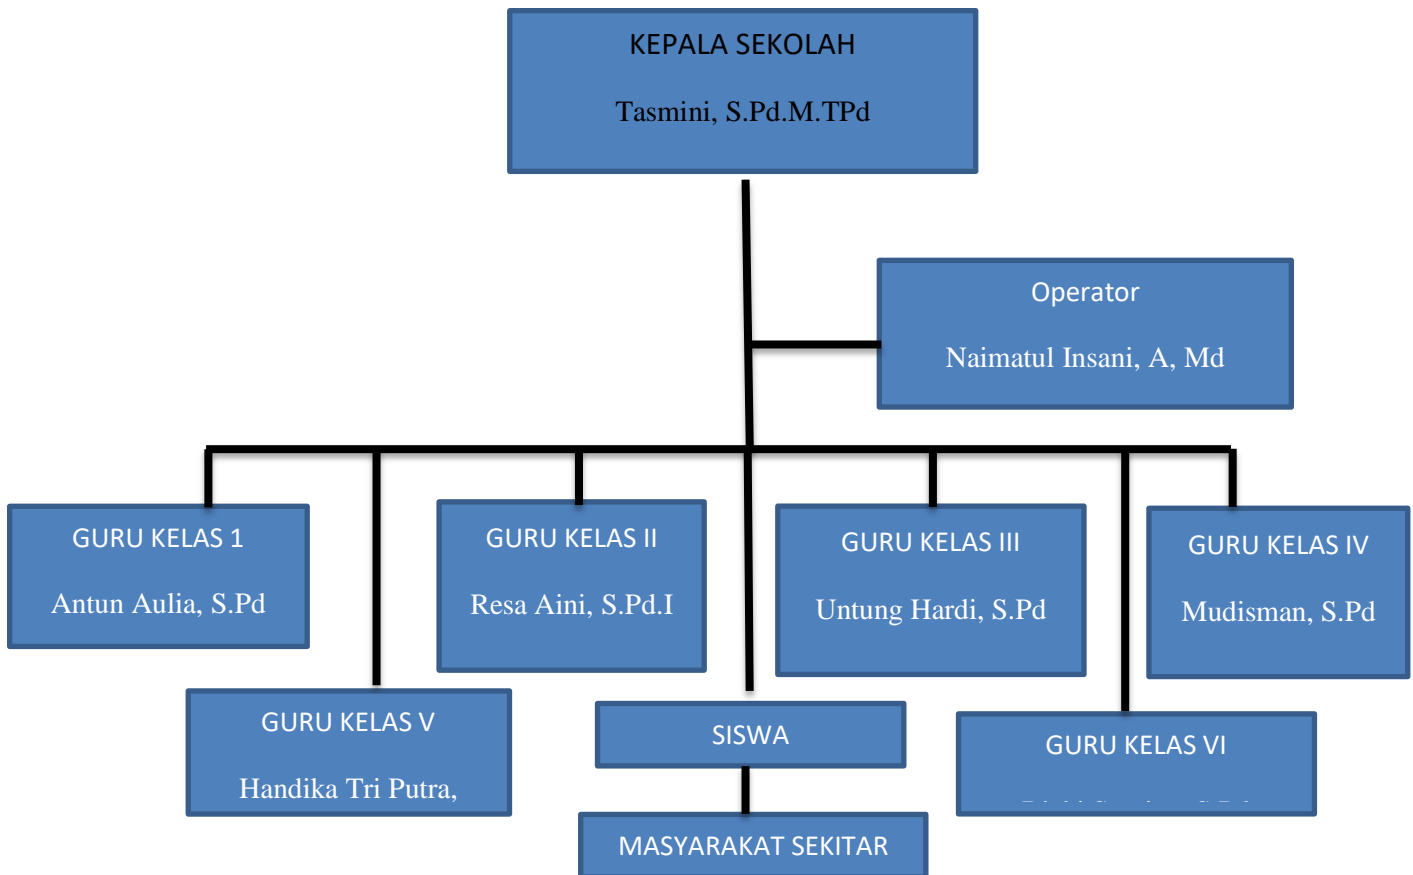 KEPALA SEKOLAH
Tasmini, S.Pd.M.TPd
Operator
Naimatul Insani, A, Md
GURU KELAS 1
Antun Aulia, S.Pd
GURU KELAS II
Resa Aini, S.Pd.I
GURU KELAS III
Untung Hardi, S.Pd
GURU KELAS IV
Mudisman, S.Pd
GURU KELAS V
Handika Tri Putra,
SISWA
GURU KELAS VI
MASYARAKAT SEKITAR